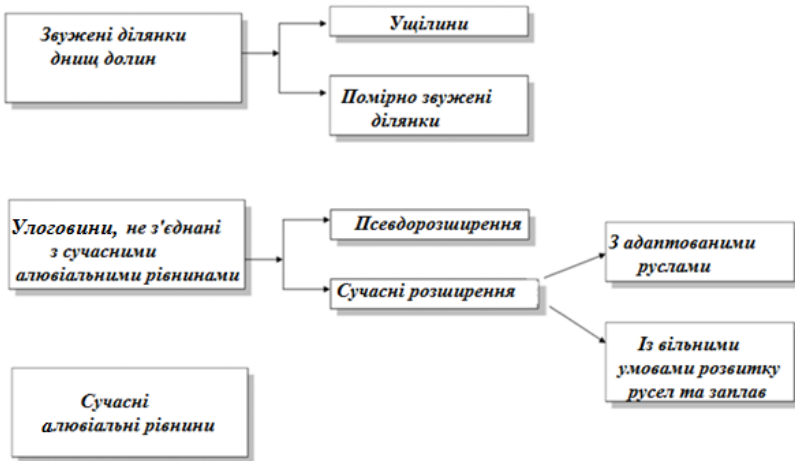 Звужені ділянки
днищ долин
Ущілини
Помірно звужені
ділянки
Улоговини, не з'єднані
з сучасними
алювіальними рівнинами
Псевдорозширення
Сучасні розширення
З адаптованими
руслами
Із вільними
умовами розвитку
русел та заплав
Сучасні
алювіальні рівнини